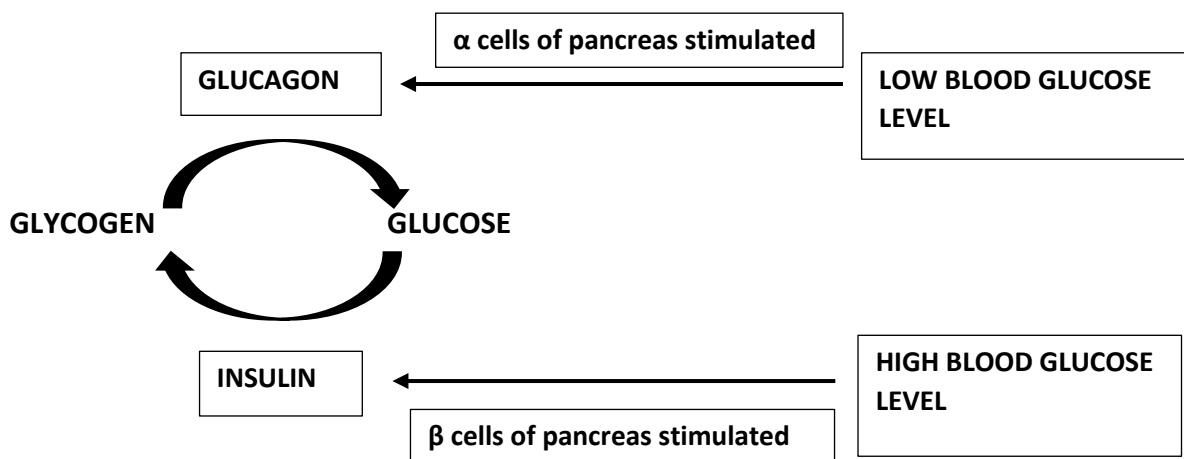 α cells of pancreas stimulated
GLUCAGON
LOW BLOOD GLUCOSE
LEVEL
GLYCOGEN
GLUCOSE
INSULIN
HIGH BLOOD GLUCOSE
LEVEL
β cells of pancreas stimulated